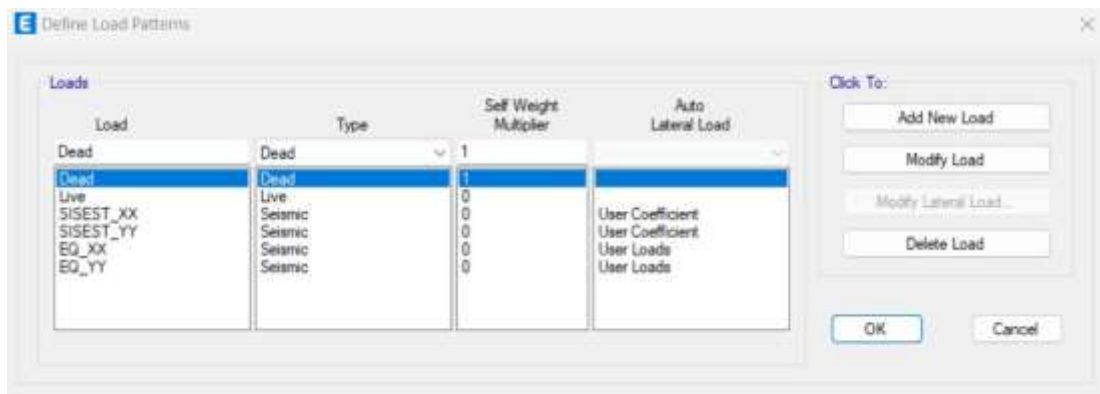 E Define Load Patterns
Loads
Click To:
Load Type Self Weight Multiplier Auto Lateral Load
Dead Dead 1
Dead Dead 1
Live Live 0
SISEST_XX Seismic 0 User Coefficient
SISEST_YY Seismic 0 User Coefficient
EQ_XX Seismic 0 User Loads
EQ_YY Seismic 0 User Loads
Add New Load
Modify Load
Modify Lateral Load...
Delete Load
OK
Cancel